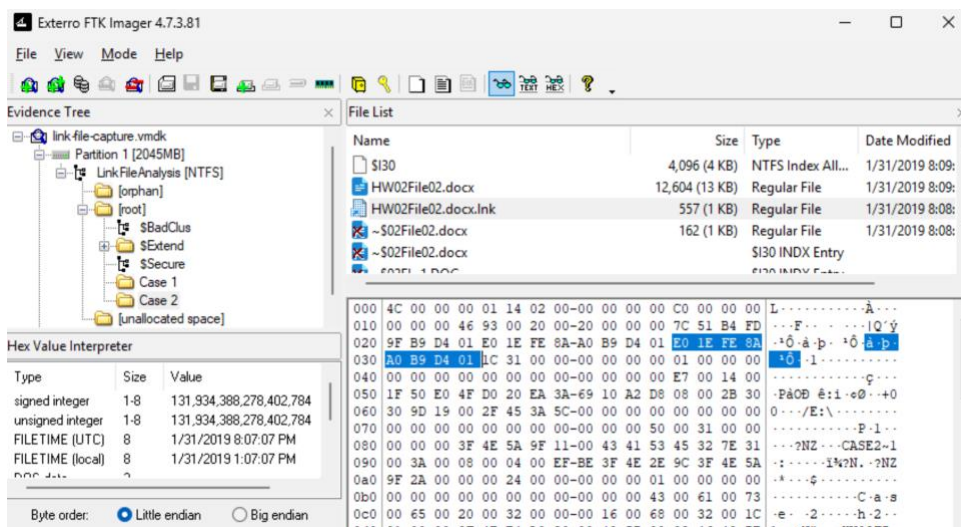 Exterro FTK Imager 4.7.3.81
File View Mode Help
Evidence Tree
link-file-capture.vmdk
Partition 1 [2045MB]
LinkFileAnalysis [NTFS]
[orphan]
[root]
$BadClus
$Extend
$Secure
Case 1
Case 2
[unallocated space]
File List
Name Size Type Date Modified
$I30 4,096 (4 KB) NTFS Index All... 1/31/2019 8:09:
HW02File02.docx 12,604 (13 KB) Regular File 1/31/2019 8:09:
HW02File02.docx.lnk 557 (1 KB) Regular File 1/31/2019 8:08:
~$02File02.docx 162 (1 KB) Regular File 1/31/2019 8:08:
~$02File02.docx $I30 INDX Entry
Hex Value Interpreter
Type Size Value
signed integer 1-8 131,934,388,278,402,784
unsigned integer 1-8 131,934,388,278,402,784
FILETIME (UTC) 8 1/31/2019 8:07:07 PM
FILETIME (local) 8 1/31/2019 1:07:07 PM
Byte order: Little endian Big endian
000 4C 00 00 00 01 14 02 00-00 00 00 00 C0 00 00 00 L···········À···
010 00 00 00 46 93 00 20 00-20 00 00 00 7C 51 B4 FD ···F·· · ···|Q´ý
020 9F B9 D4 01 E0 1E FE 8A-A0 B9 D4 01 E0 1E FE 8A ·¹Ô·à·þ· ¹Ô·à·þ·
030 A0 B9 D4 01 1C 31 00 00-00 00 00 00 01 00 00 00 ¹Ô··1··········
040 00 00 00 00 00 00 00 00-00 00 00 00 E7 00 14 00 ············ç···
050 1F 50 E0 4F D0 20 EA 3A-69 10 A2 D8 08 00 2B 30 ·PàOÐ ê:i·¢Ø··+0
060 30 9D 19 00 2F 45 3A 5C-00 00 00 00 00 00 00 00 0···/E:\········
070 00 00 00 00 00 00 00 00-00 00 00 50 00 31 00 00 ···········P·1··
080 00 00 00 3F 4E 5A 9F 11-00 43 41 53 45 32 7E 31 ···?NZ···CASE2~1
090 00 3A 00 08 00 04 00 EF-BE 3F 4E 2E 9C 3F 4E 5A ·:·····ï¾?N.·?NZ
0a0 9F 2A 00 00 00 24 00 00-00 00 00 01 00 00 00 00 ·*···$··········
0b0 00 00 00 00 00 00 00 00-00 00 00 43 00 61 00 73 ···········C·a·s
0c0 00 65 00 20 00 32 00 00-00 16 00 68 00 32 00 1C ·e· ·2·····h·2··